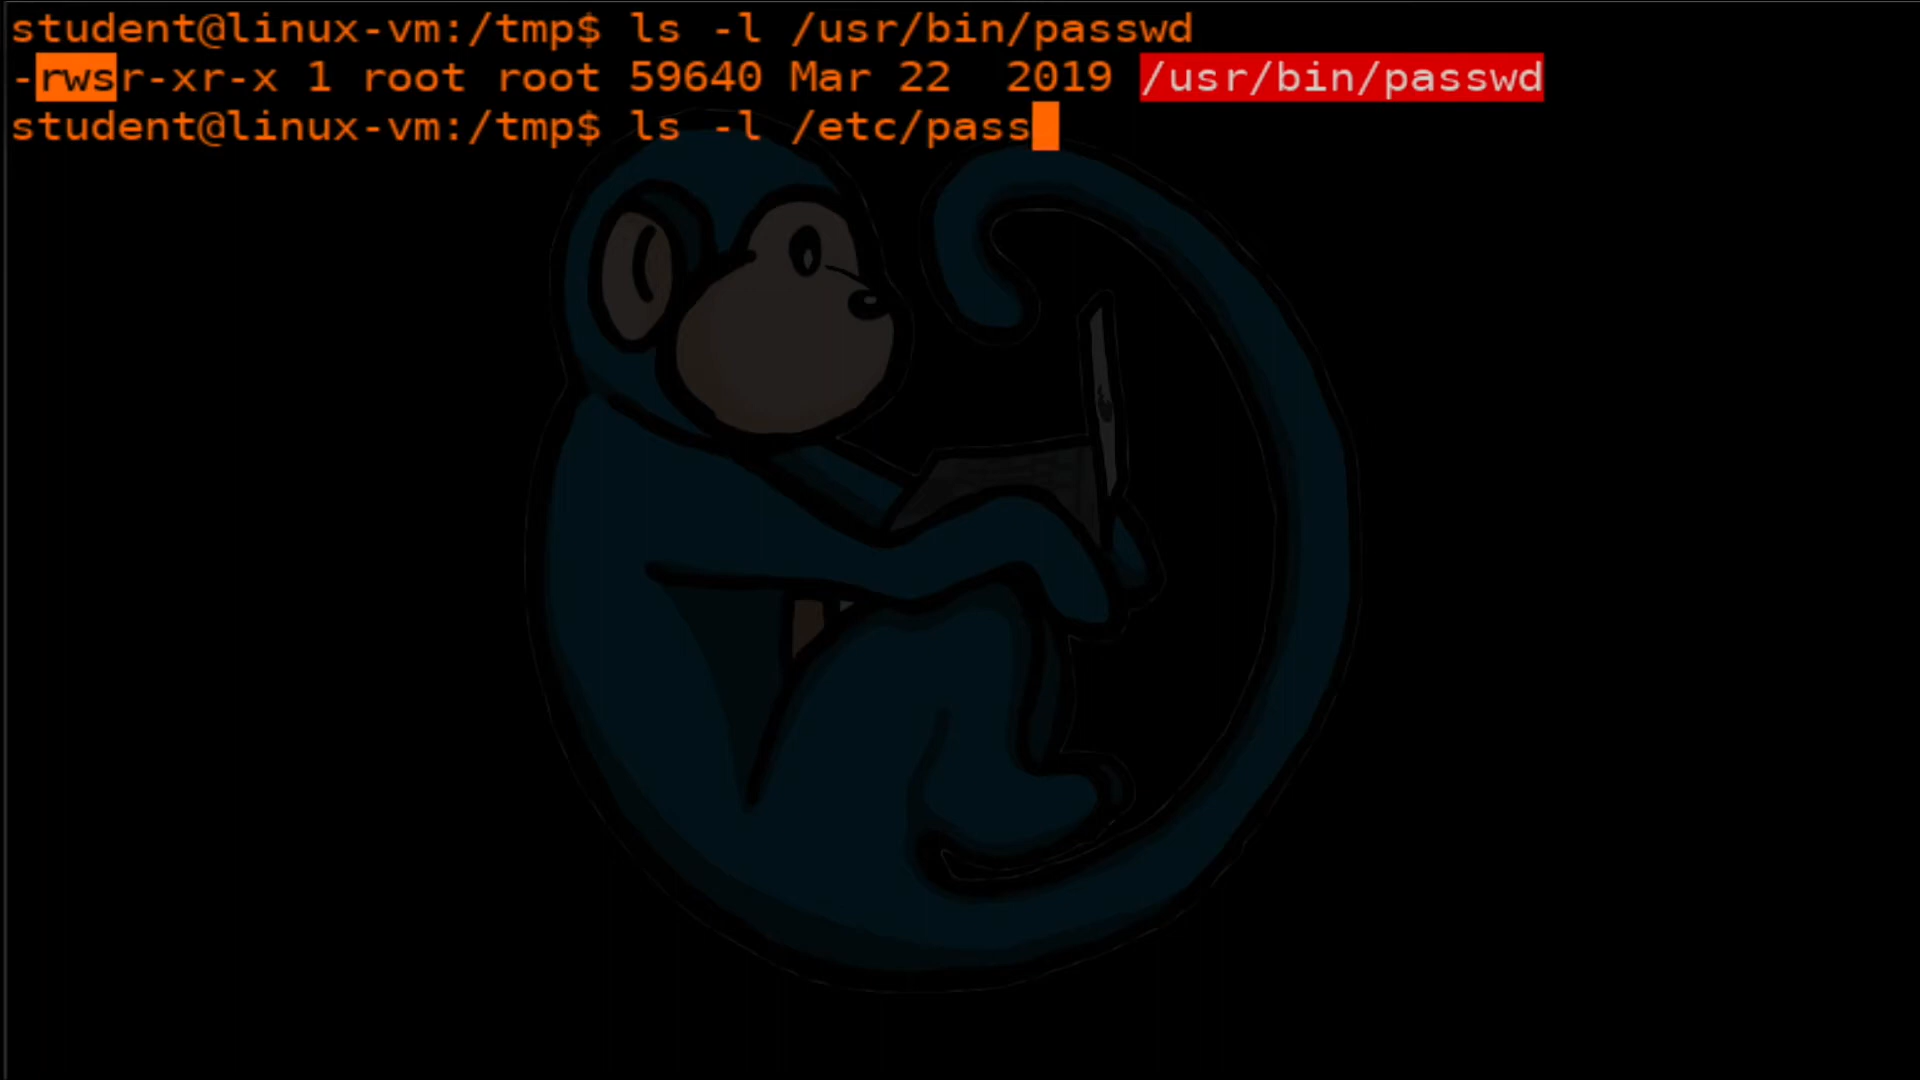 student@linux-vm:/tmp$ ls -l /usr/bin/passwd
-rwsr-xr-x 1 root root 59640 Mar 22  2019 /usr/bin/passwd
student@linux-vm:/tmp$ ls -l /etc/pass